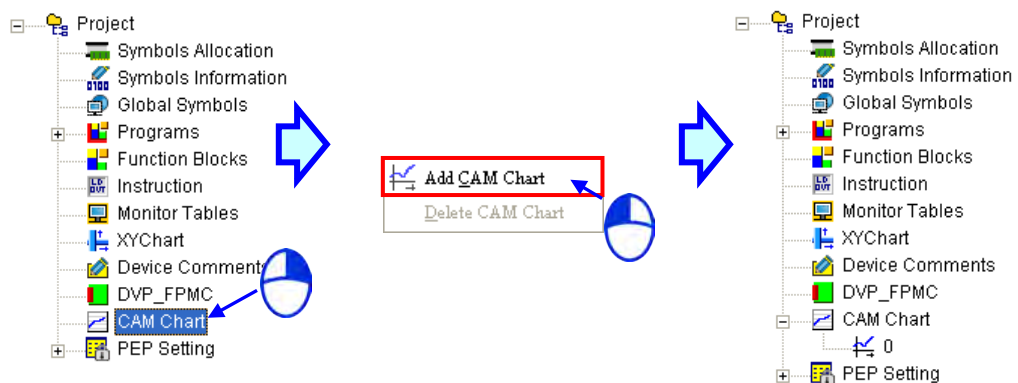 Project
Symbols Allocation
Symbols Information
Global Symbols
Programs
Function Blocks
Instruction
Monitor Tables
XYChart
Device Comments
DVP_FPMC
CAM Chart
PEP Setting
Add CAM Chart
Delete CAM Chart
Project
Symbols Allocation
Symbols Information
Global Symbols
Programs
Function Blocks
Instruction
Monitor Tables
XYChart
Device Comments
DVP_FPMC
CAM Chart
0
PEP Setting